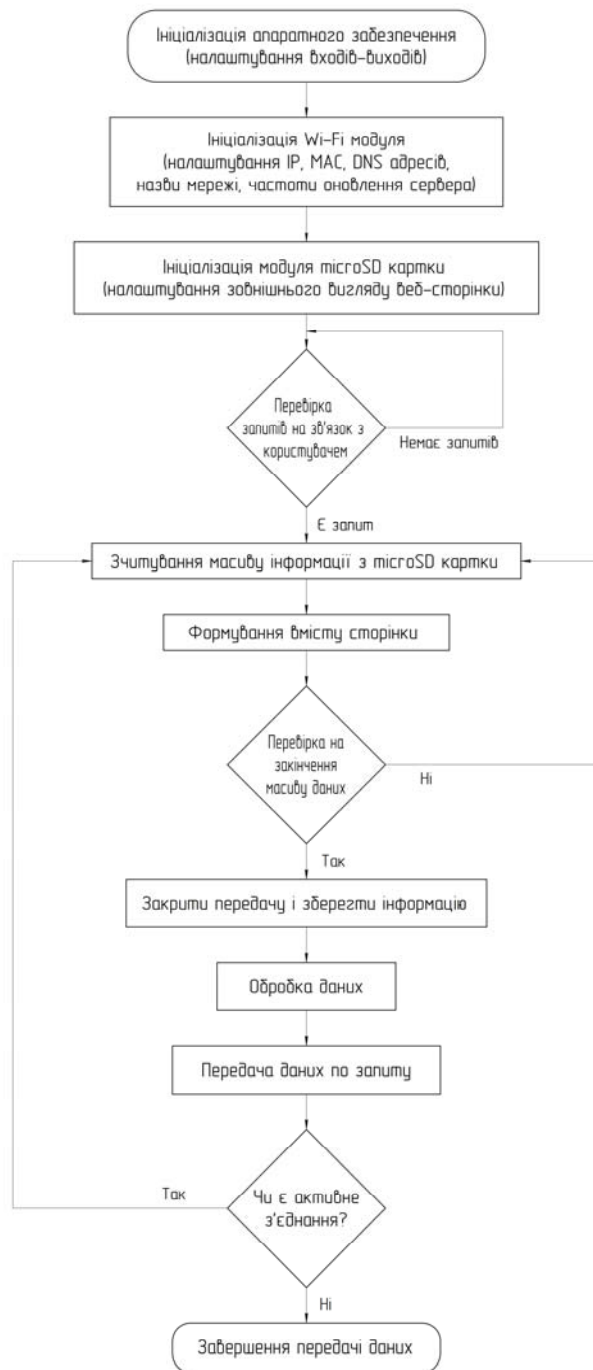 Ініціалізація апаратного забезпечення
(налаштування входів-виходів)
Ініціалізація Wi-Fi модуля
(налаштування IP, MAC, DNS адресів,
назви мережі, частоти оновлення сервера)
Ініціалізація модуля microSD картки
(налаштування зовнішнього вигляду веб-сторінки)
Перевірка
запитів на зв'язок з
користувачем
Немає запитів
Є запит
Зчитування масиву інформації з microSD картки
Формування вмісту сторінки
Перевірка на
закінчення
масиву даних
Ні
Так
Закрити передачу і зберегти інформацію
Обробка даних
Передача даних по запиту
Так
Чи є активне
з'єднання?
Ні
Завершення передачі даних